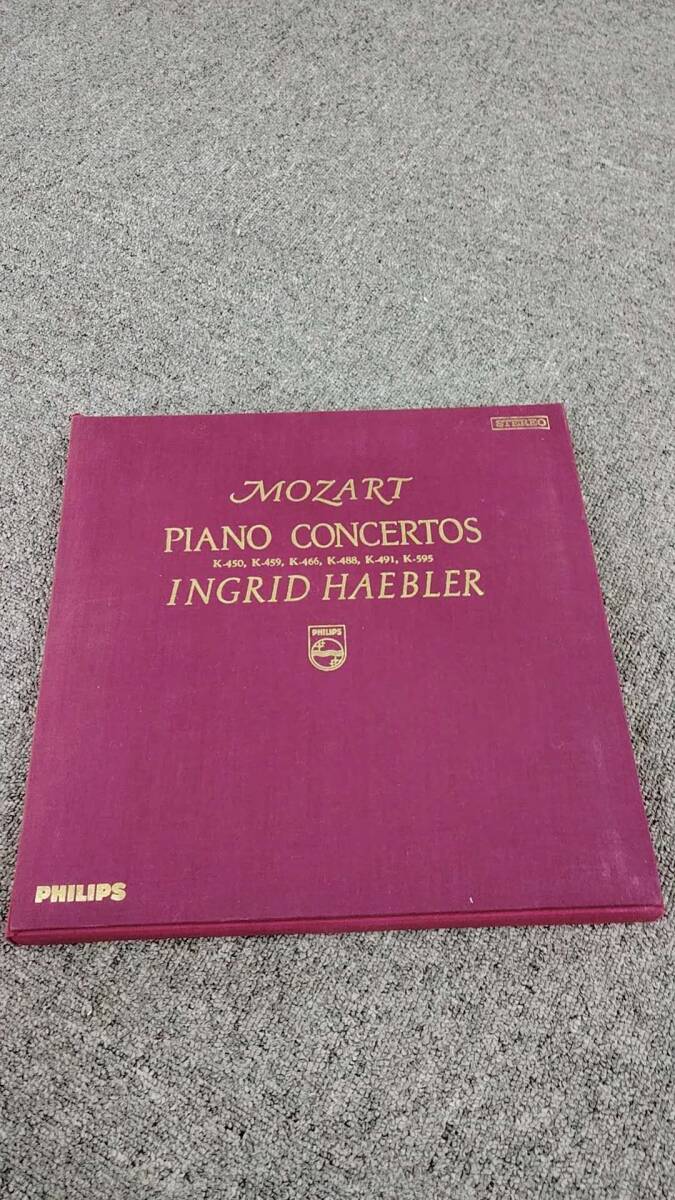 STEREO
MOZART
PIANO CONCERTOS
K-450, K-459, K-466, K-488, K-491, K-595
INGRID HAEBLER
PHILIPS
PHILIPS